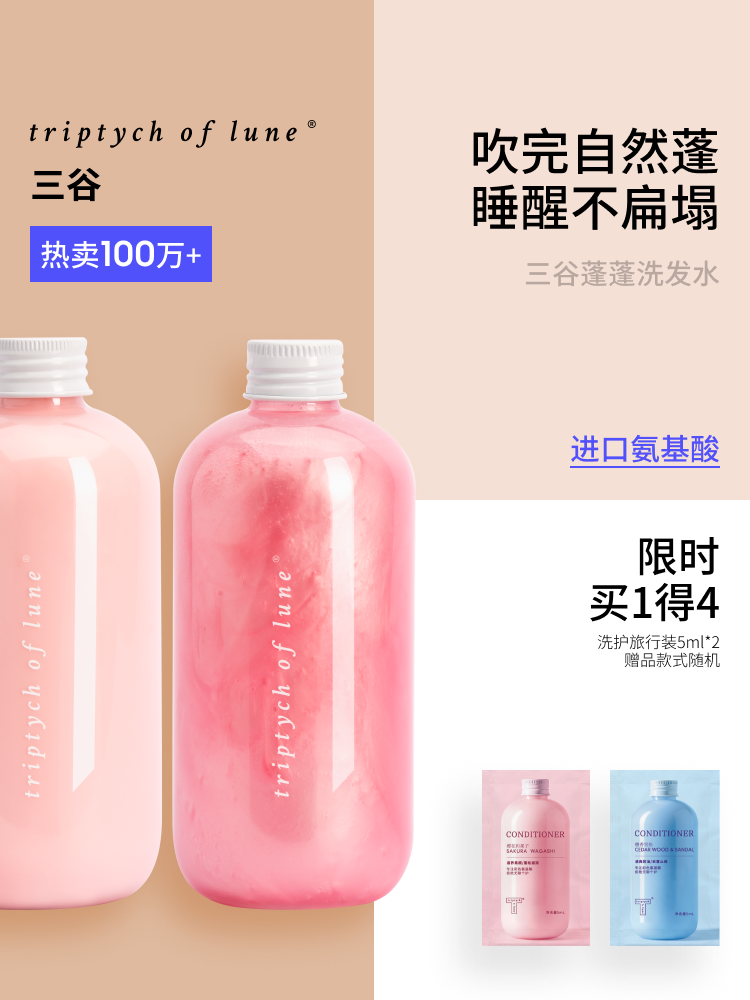 triptych of lune®
三谷
热卖100万+
吹完自然蓬
睡醒不扁塌
三谷蓬蓬洗发水
进口氨基酸
限时
买1得4
洗护旅行装5ml*2
赠品款式随机
triptych of lune®
triptych of lune®
CONDITIONER
SAKURA WAGASHI
CONDITIONER
CEDAR WOOD & SANDAL